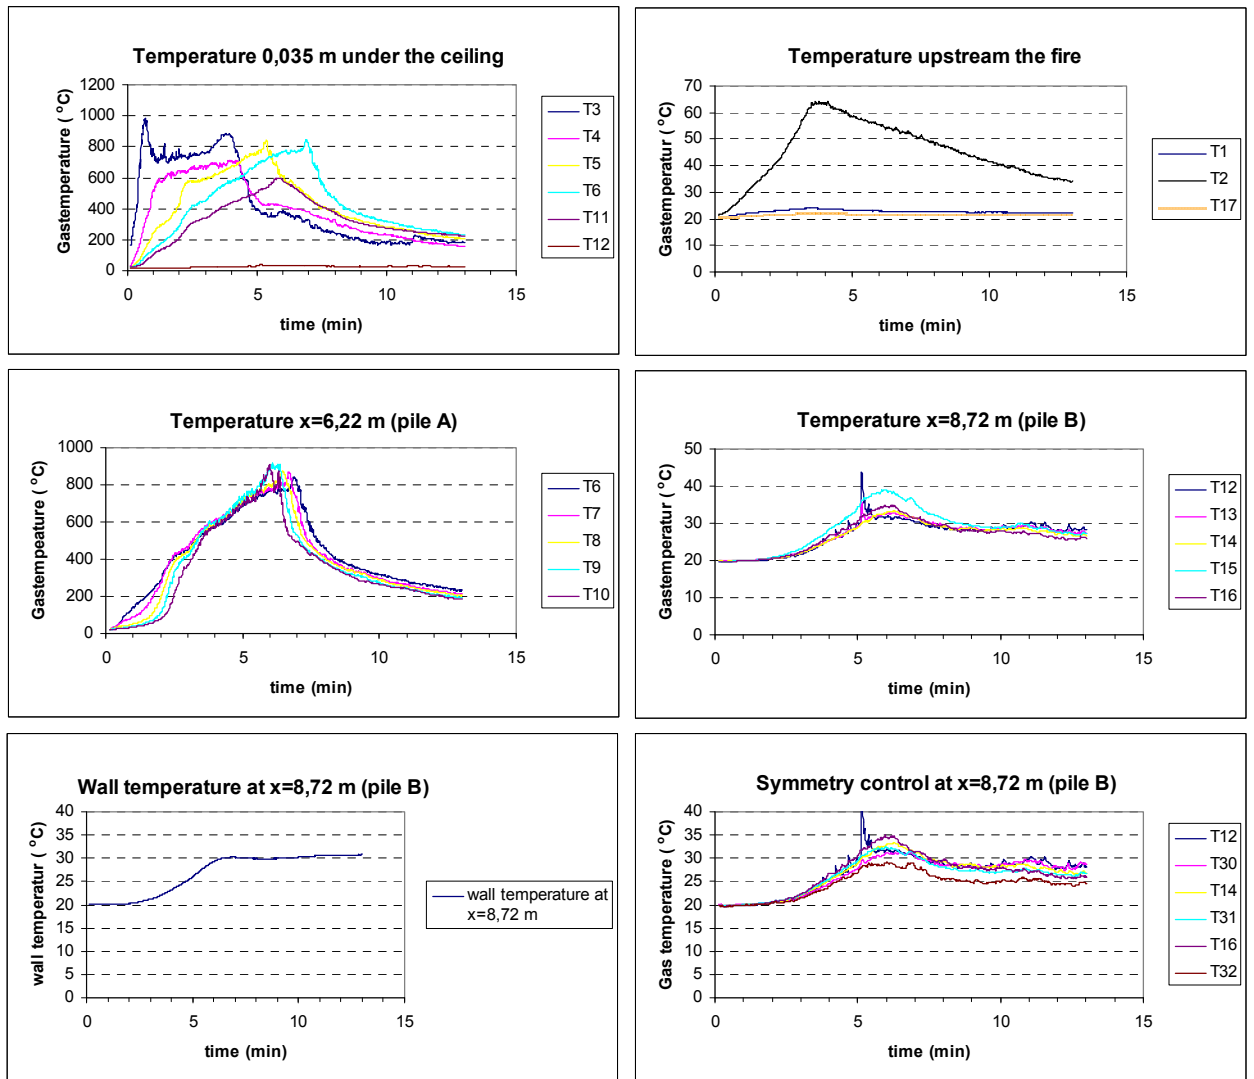 Temperature 0,035 m under the ceiling
Gastemperature ( °C)
1200
1000
800
600
400
200
0
0
5
10
15
time (min)
T3
T4
T5
T6
T11
T12
Temperature upstream the fire
Gastemperatur ( °C)
70
60
50
40
30
20
10
0
0
5
10
15
time (min)
T1
T2
T17
Temperature x=6,22 m (pile A)
Gastempeature ( °C)
1000
800
600
400
200
0
0
5
10
15
time (min)
T6
T7
T8
T9
T10
Temperature x=8,72 m (pile B)
Gastemperatur ( °C)
50
40
30
20
10
0
0
5
10
15
time (min)
T12
T13
T14
T15
T16
Wall temperature at x=8,72 m (pile B)
wall temperatur ( °C)
40
35
30
25
20
15
10
5
0
0
5
10
15
time (min)
wall temperature at
x=8,72 m
Symmetry control at x=8,72 m (pile B)
Gas temperatur ( °C)
40
35
30
25
20
15
10
5
0
0
5
10
15
time (min)
T12
T30
T14
T31
T16
T32